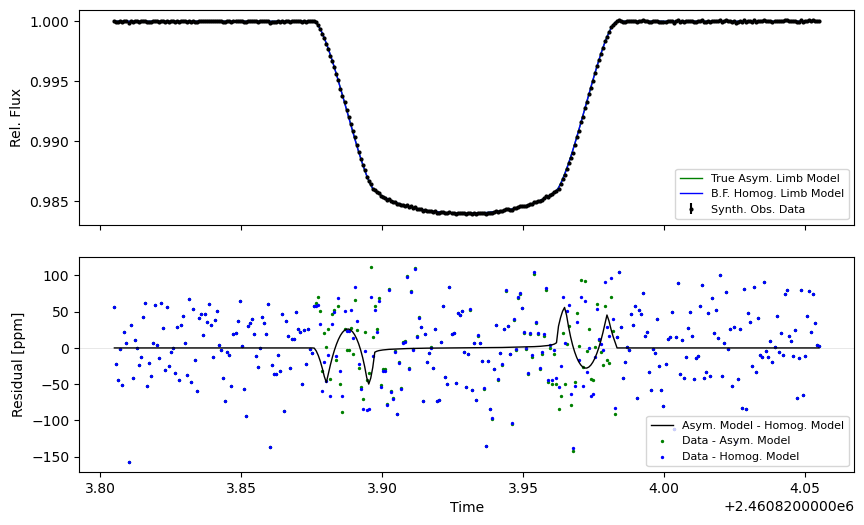 1.000
0.995
0.990
0.985
Rel. Flux
True Asym. Limb Model
B.F. Homog. Limb Model
Synth. Obs. Data
100
50
0
−50
−100
−150
Residual [ppm]
Asym. Model - Homog. Model
Data - Asym. Model
Data - Homog. Model
3.80 3.85 3.90 3.95 4.00 4.05
Time
+2.4608200000e6